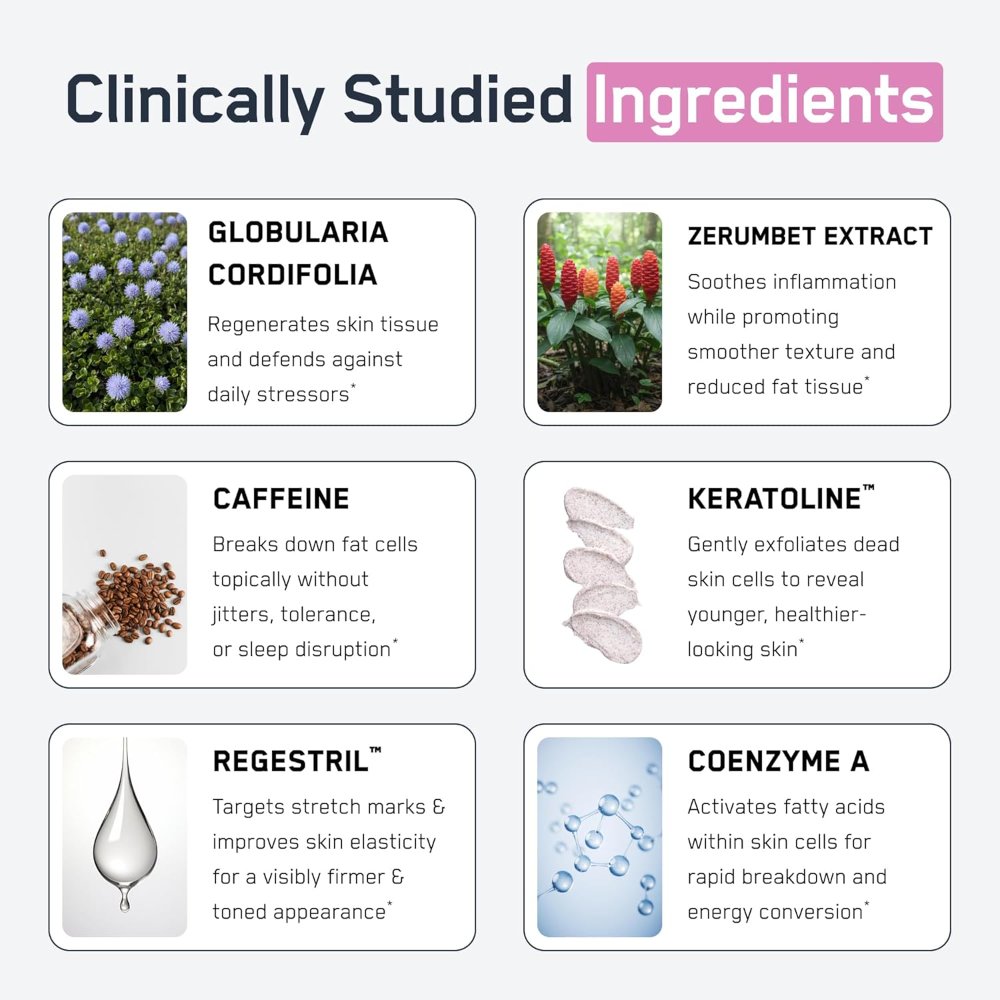 Clinically Studied Ingredients
GLOBULARIA
CORDIFOLIA
Regenerates skin tissue
and defends against
daily stressors*
ZERUMBET EXTRACT
Soothes inflammation
while promoting
smoother texture and
reduced fat tissue*
CAFFEINE
Breaks down fat cells
topically without
jitters, tolerance,
or sleep disruption*
KERATOLINE™
Gently exfoliates dead
skin cells to reveal
younger, healthier-
looking skin*
REGESTRIL™
Targets stretch marks &
improves skin elasticity
for a visibly firmer &
toned appearance*
COENZYME A
Activates fatty acids
within skin cells for
rapid breakdown and
energy conversion*